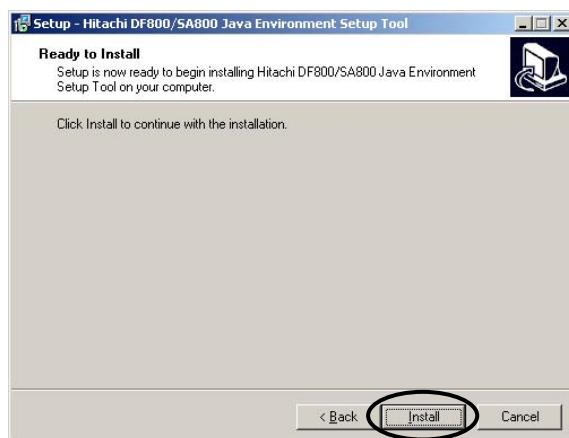 Setup - Hitachi DF800/SA800 Java Environment Setup Tool
Ready to Install
Setup is now ready to begin installing Hitachi DF800/SA800 Java Environment
Setup Tool on your computer.
Click Install to continue with the installation.
< Back Install Cancel